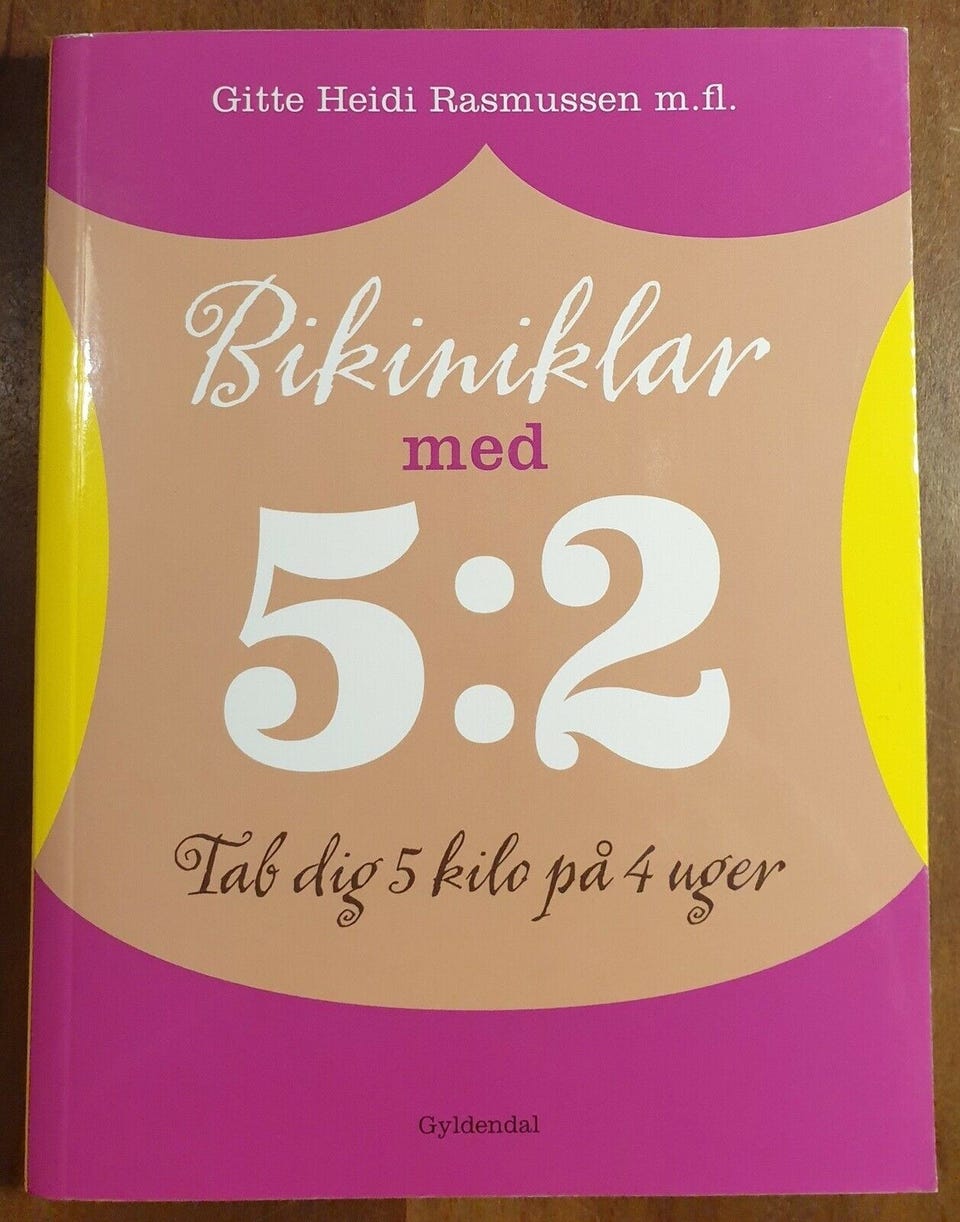 Gitte Heidi Rasmussen m.fl.
Bikiniklar
med
5:2
Tab dig 5 kilo på 4 uger
Gyldendal